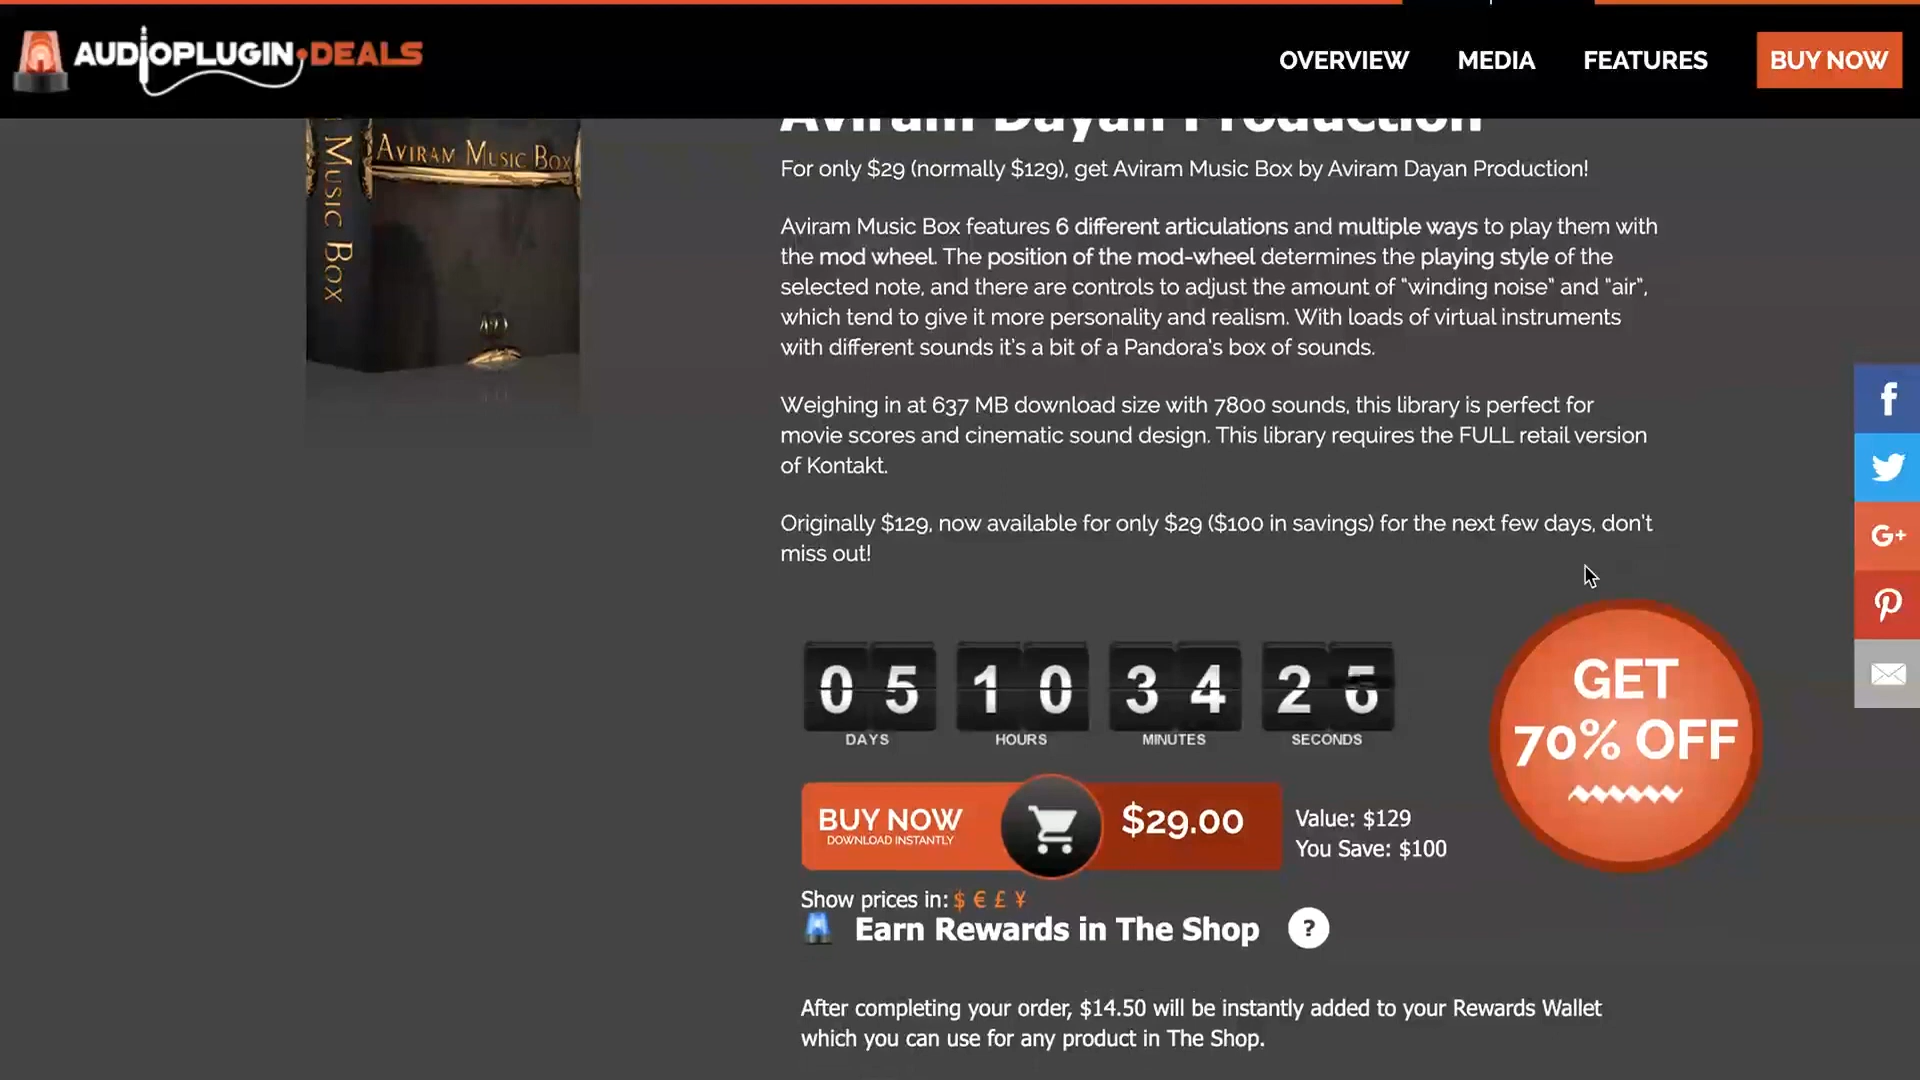 AUDIOPLUGIN.DEALS
OVERVIEW
MEDIA
FEATURES
BUY NOW
Aviram Dayan Production
MUSIC BOX
AVIRAM MUSIC BOX
For only $29 (normally $129), get Aviram Music Box by Aviram Dayan Production!
Aviram Music Box features 6 different articulations and multiple ways to play them with
the mod wheel. The position of the mod-wheel determines the playing style of the
selected note, and there are controls to adjust the amount of "winding noise" and "air",
which tend to give it more personality and realism. With loads of virtual instruments
with different sounds it's a bit of a Pandora's box of sounds.
Weighing in at 637 MB download size with 7800 sounds, this library is perfect for
movie scores and cinematic sound design. This library requires the FULL retail version
of Kontakt.
Originally $129, now available for only $29 ($100 in savings) for the next few days, don't
miss out!
05 10 34 2
DAYS HOURS MINUTES SECONDS
GET
70% OFF
BUY NOW
DOWNLOAD INSTANTLY
$29.00
Value: $129
You Save: $100
Show prices in: $ € £ ¥
Earn Rewards in The Shop ?
After completing your order, $14.50 will be instantly added to your Rewards Wallet
which you can use for any product in The Shop.
f
G+